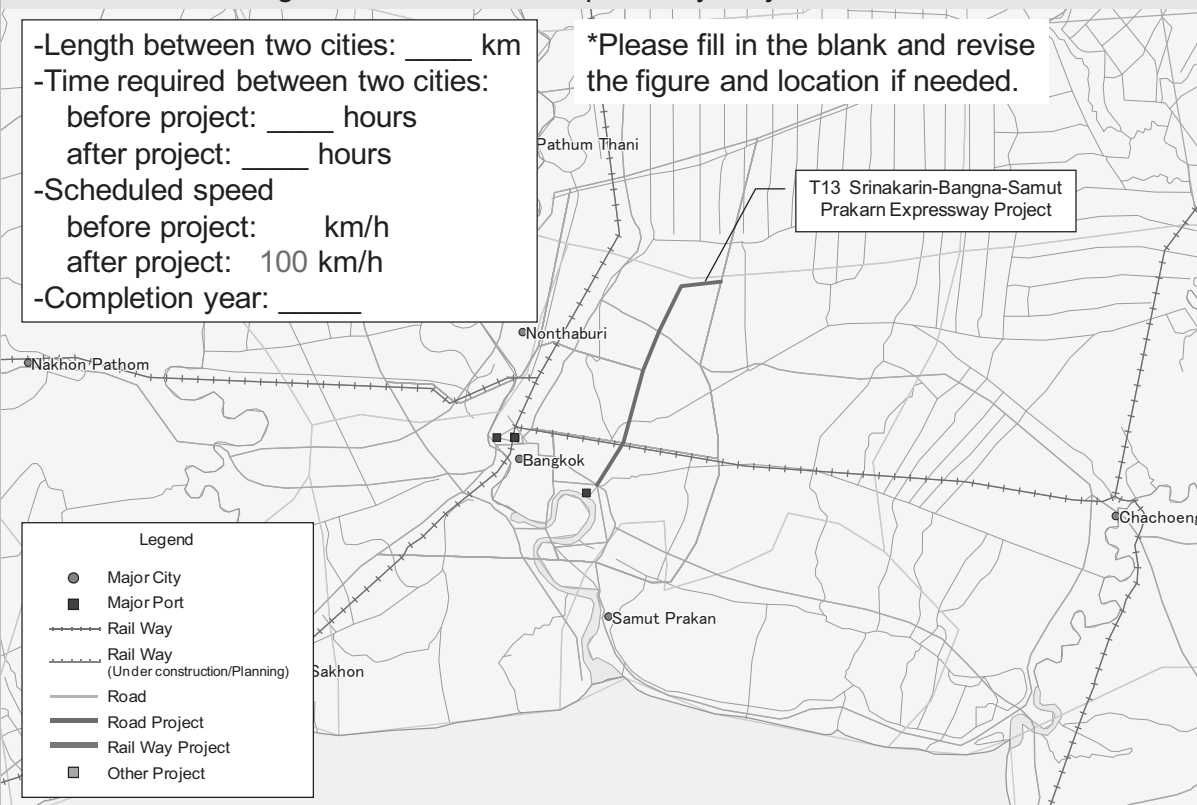 -Length between two cities: ____ km
-Time required between two cities:
before project: ____ hours
after project: ____ hours
-Scheduled speed
before project: km/h
after project: 100 km/h
-Completion year: _____
*Please fill in the blank and revise
the figure and location if needed.
Pathum Thani
T13 Srinakarin-Bangna-Samut
Prakarn Expressway Project
Nonthaburi
Nakhon Pathom
Bangkok
Chachoeng
Samut Prakan
Sakhon
Legend
Major City
Major Port
Rail Way
Rail Way
(Under construction/Planning)
Road
Road Project
Rail Way Project
Other Project